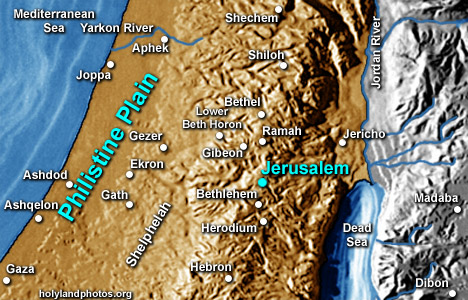 Mediterranean
Sea
Shechem
Yarkon River
Aphek
Jordan River
Shiloh
Joppa
Philistine Plain
Bethel
Lower
Beth Horon
Ramah
Gezer
Gibeon
Jericho
Jerusalem
Ekron
Ashdod
Gath
Bethlehem
Madaba
Ashqelon
Shelphelah
Herodium
Dead
Sea
Hebron
Gaza
Dibon
holylandphotos.org